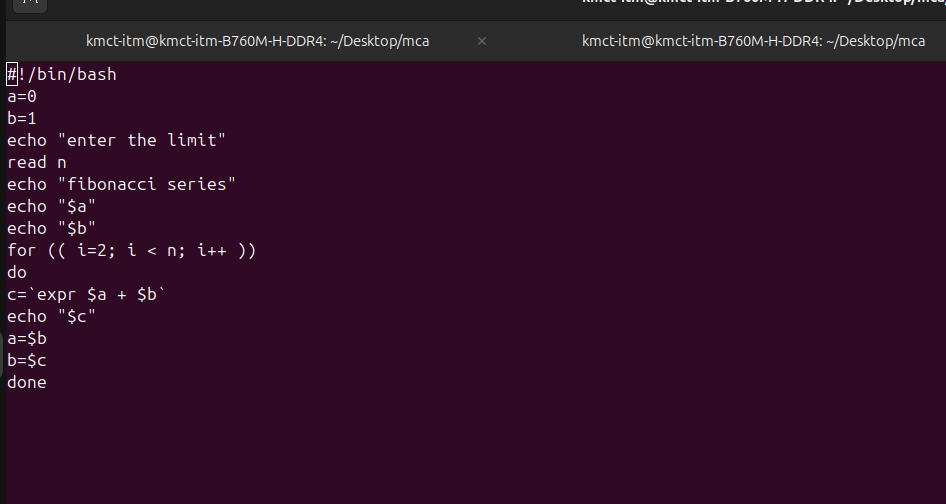 kmct-itm@kmct-itm-B760M-H-DDR4: ~/Desktop/mca
kmct-itm@kmct-itm-B760M-H-DDR4: ~/Desktop/mca × kmct-itm@kmct-itm-B760M-H-DDR4: ~/Desktop/mca
#!/bin/bash
a=0
b=1
echo "enter the limit"
read n
echo "fibonacci series"
echo "$a"
echo "$b"
for (( i=2; i < n; i++ ))
do
c=`expr $a + $b`
echo "$c"
a=$b
b=$c
done